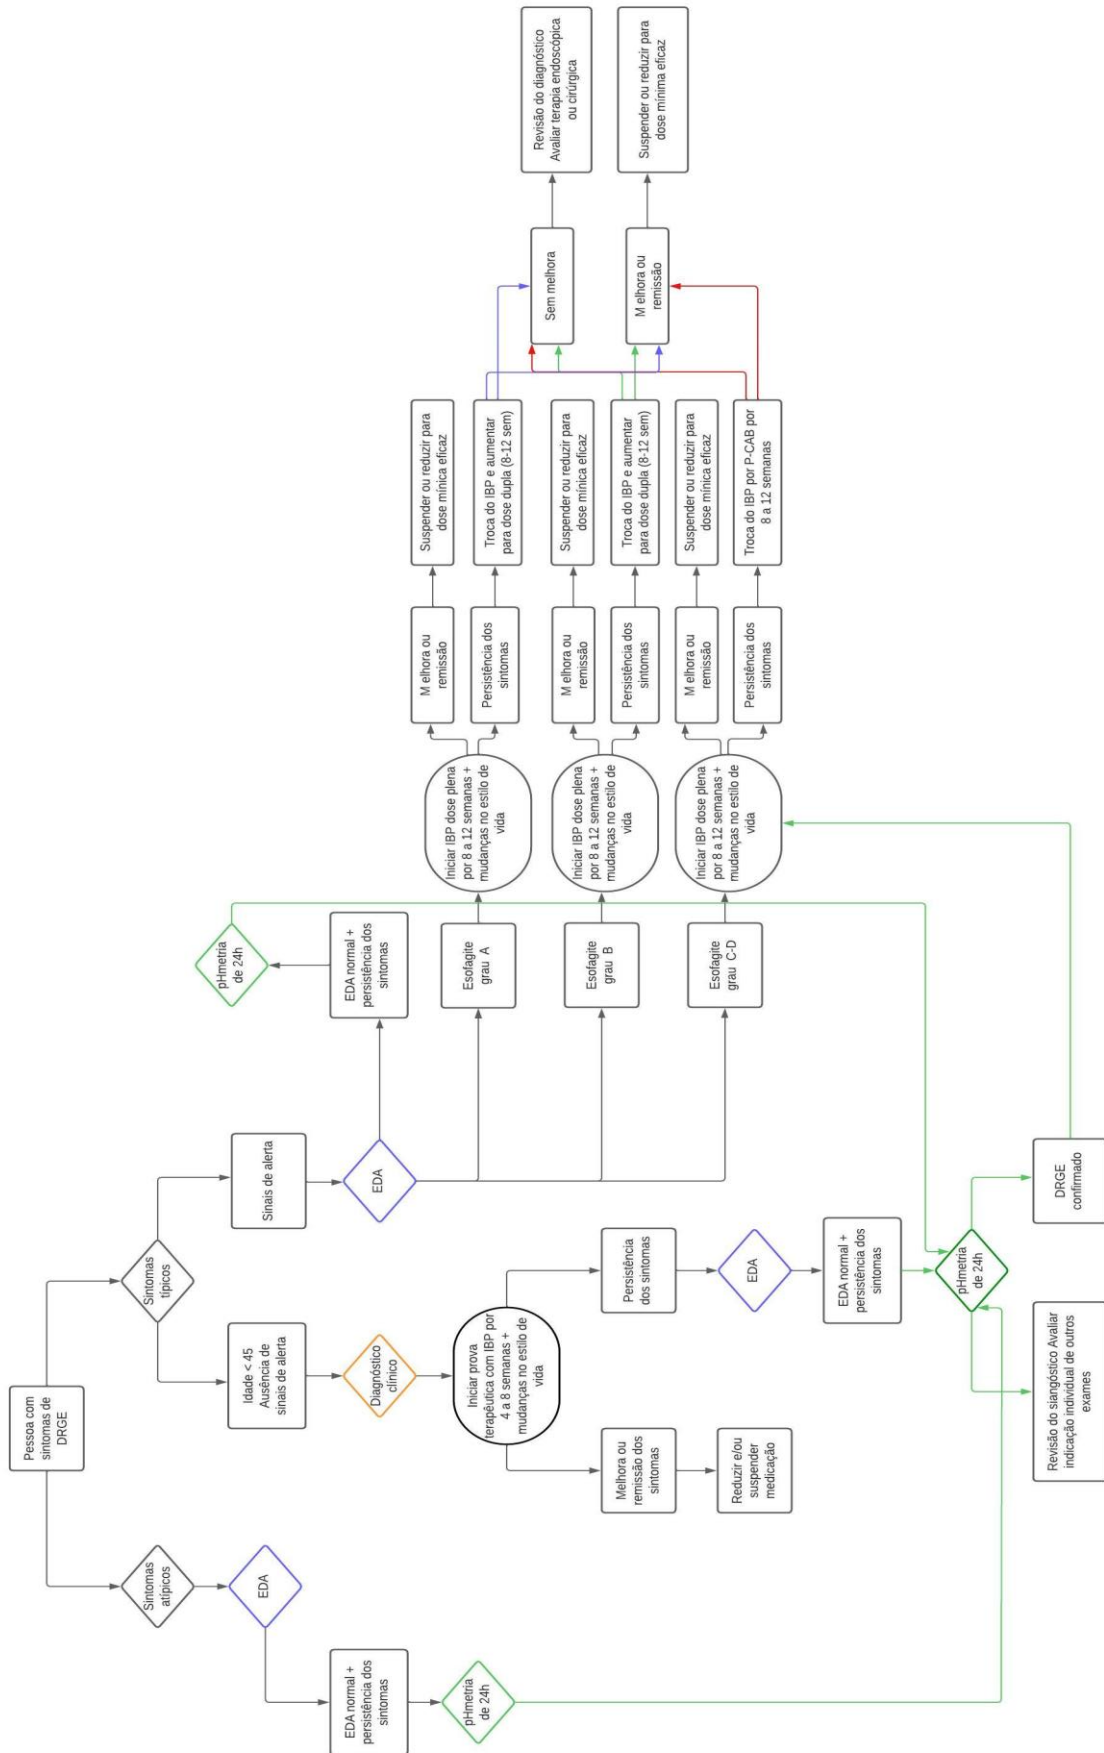 Pessoa com
sintomas de
DRGE
Sintomas
atípicos
Sintomas
típicos
EDA
Idade < 45
Ausência de
sinais de alerta
Sinais de alerta
EDA normal +
persistência dos
sintomas
Diagnóstico
clínico
EDA
pHmetria
de 24h
EDA normal +
persistência dos
sintomas
pHmetria
de 24h
Iniciar prova
terapêutica com IBP por
4 a 8 semanas +
mudanças no estilo de
vida
Esofagite
grau A
Esofagite
grau B
Esofagite
grau C-D
Melhora ou
remissão dos
sintomas
Persistência
dos sintomas
Reduzir e/ou
suspender
medicação
EDA
EDA normal +
persistência dos
sintomas
pHmetria
de 24h
Revisão do siangóstico Avaliar
indicação individual de outros
exames
DRGE
confirmado
Iniciar IBP dose plena
por 8 a 12 semanas +
mudanças no estilo de
vida
Iniciar IBP dose plena
por 8 a 12 semanas +
mudanças no estilo de
vida
Iniciar IBP dose plena
por 8 a 12 semanas +
mudanças no estilo de
vida
M elhora ou
remissão
Persistência dos
sintomas
M elhora ou
remissão
Persistência dos
sintomas
M elhora ou
remissão
Persistência dos
sintomas
Suspender ou reduzir para
dose mínica eficaz
Troca do IBP e aumentar
para dose dupla (8-12 sem)
Suspender ou reduzir para
dose mínica eficaz
Troca do IBP e aumentar
para dose dupla (8-12 sem)
Suspender ou reduzir para
dose mínica eficaz
Troca do IBP por P-CAB por
8 a 12 semanas
Sem melhora
M elhora ou
remissão
Revisão do diagnóstico
Avaliar terapia endoscópica
ou cirúrgica
Suspender ou reduzir para
dose mínima eficaz